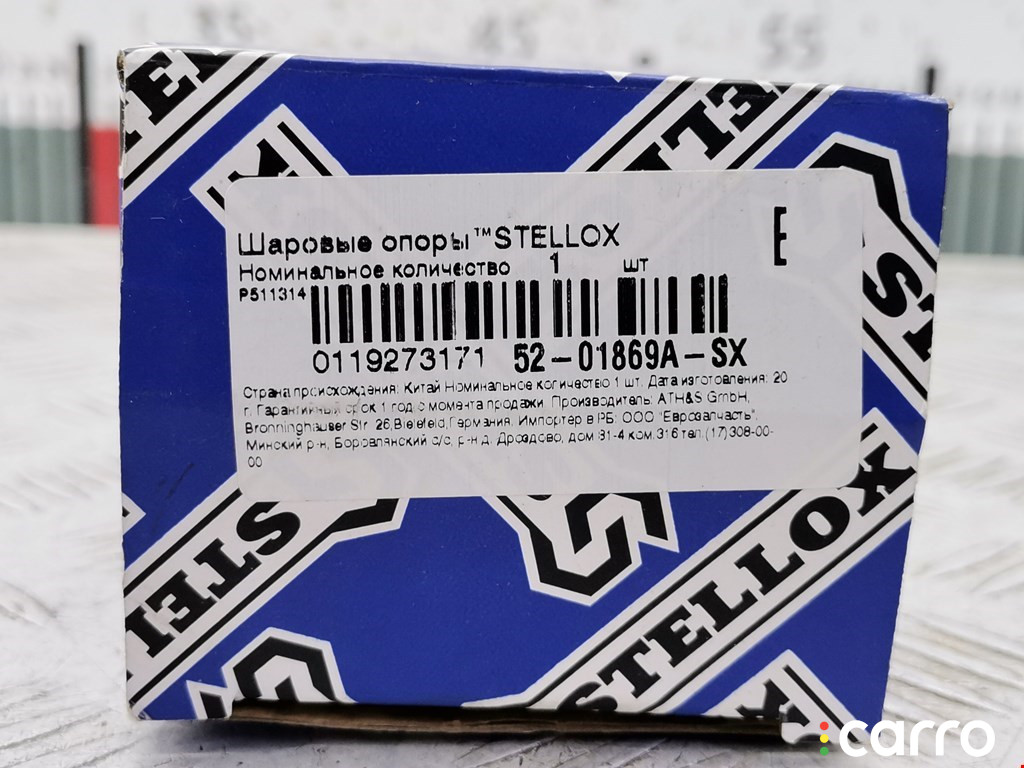 Шаровые опоры™STELLOX
E
Номинальное количество 1 шт
P511314
0119273171 52-01869A-SX
Страна происхождения: Китай Номинальное количество 1 шт. Дата изготовления: 20
г. Гарантийный срок 1 год с момента продажи. Производитель: ATH&S GmbH,
Bronninghauser Str. 26,Bielefeld,Германия. Импортер в РБ: ООО "Еврозапчасть",
Минский р-н, Боровлянский с/с, р-н д. Дроздово, дом 31-4 ком.316 тел.(17)308-00-
00
STELLOX
carro